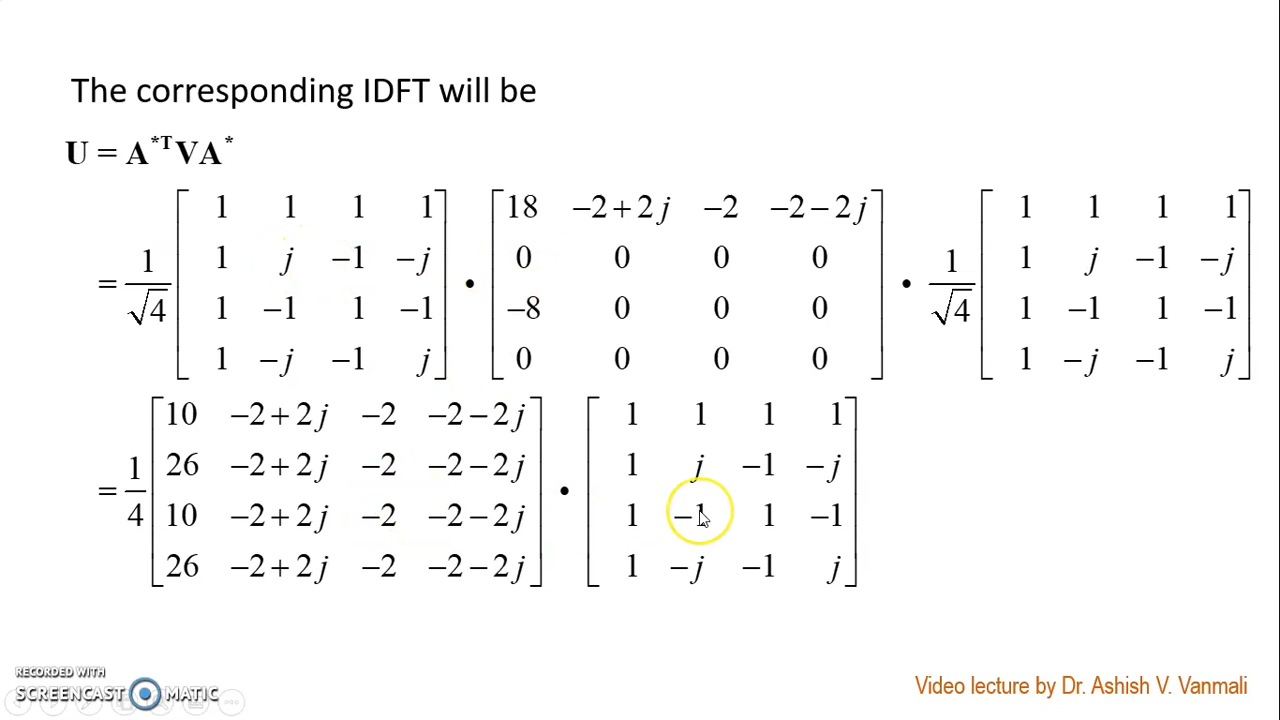 The corresponding IDFT will be
U = A*T VA*
= 1/√4 [ 1 1 1 1 ; 1 j −1 −j ; 1 −1 1 −1 ; 1 −j −1 j ] • [ 18 −2+2j −2 −2−2j ; 0 0 0 0 ; −8 0 0 0 ; 0 0 0 0 ] • 1/√4 [ 1 1 1 1 ; 1 j −1 −j ; 1 −1 1 −1 ; 1 −j −1 j ]
= 1/4 [ 10 −2+2j −2 −2−2j ; 26 −2+2j −2 −2−2j ; 10 −2+2j −2 −2−2j ; 26 −2+2j −2 −2−2j ] • [ 1 1 1 1 ; 1 j −1 −j ; 1 −1 1 −1 ; 1 −j −1 j ]
RECORDED WITH
SCREENCAST MATIC
Video lecture by Dr. Ashish V. Vanmali